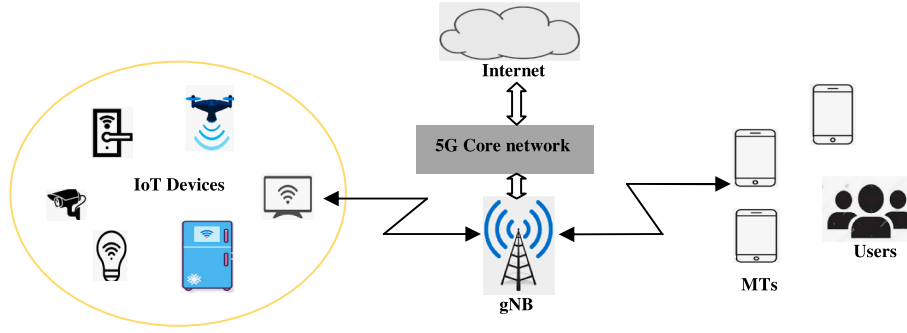 Internet
5G Core network
IoT Devices
gNB
MTs
Users